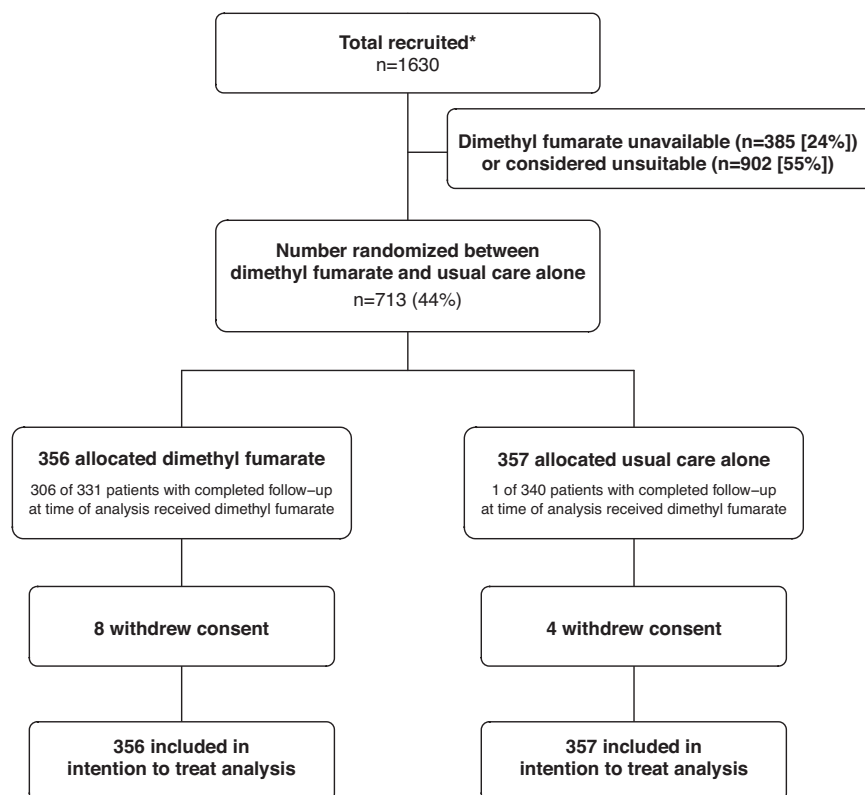 Total recruited*
n=1630
Dimethyl fumarate unavailable (n=385 [24%])
or considered unsuitable (n=902 [55%])
Number randomized between
dimethyl fumarate and usual care alone
n=713 (44%)
356 allocated dimethyl fumarate
306 of 331 patients with completed follow−up
at time of analysis received dimethyl fumarate
357 allocated usual care alone
1 of 340 patients with completed follow−up
at time of analysis received dimethyl fumarate
8 withdrew consent
4 withdrew consent
356 included in
intention to treat analysis
357 included in
intention to treat analysis